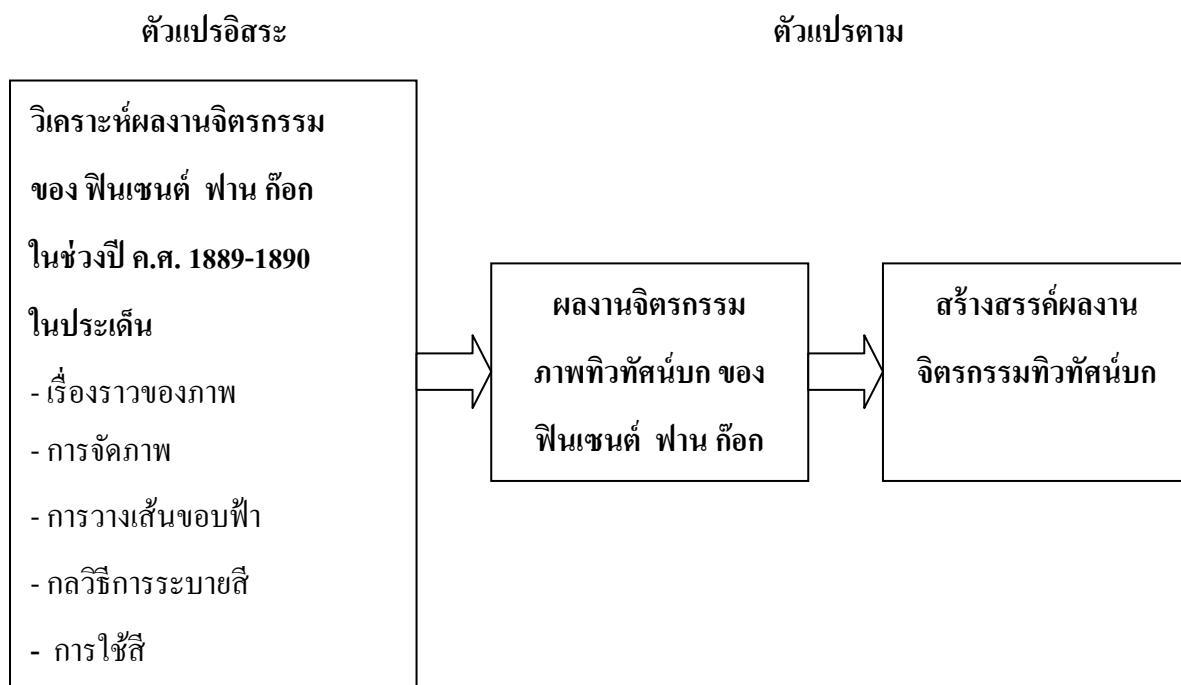 ตัวแปรอิสระ
ตัวแปรตาม
วิเคราะห์ผลงานจิตรกรรม
ของ ฟินเซนต์ ฟาน ก๊อก
ในช่วงปี ค.ศ. 1889-1890
ในประเด็น
- เรื่องราวของภาพ
- การจัดภาพ
- การวางเส้นขอบฟ้า
- กลวิธีการระบายสี
- การใช้สี
ผลงานจิตรกรรม
ภาพทิวทัศน์บก ของ
ฟินเซนต์ ฟาน ก๊อก
สร้างสรรค์ผลงาน
จิตรกรรมทิวทัศน์บก